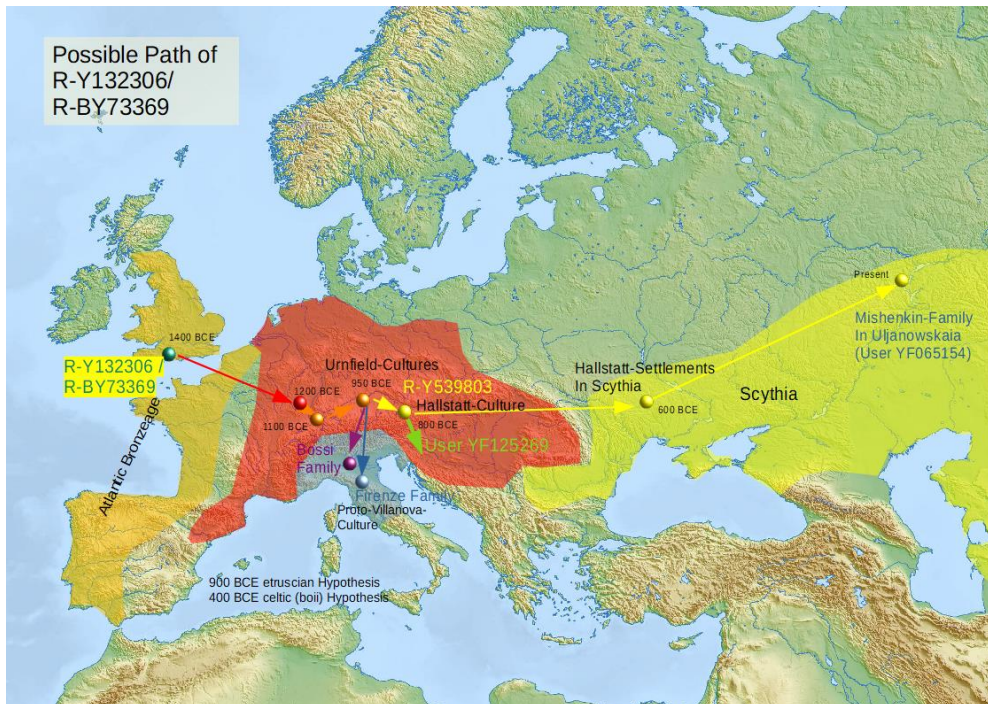 Possible Path of
R-Y132306/
R-BY73369
1400 BCE
R-Y132306 /
R-BY73369
Atlantic Bronzeage
Urnfield-Cultures
1200 BCE
950 BCE
R-Y539803
Hallstatt-Culture
1100 BCE
800 BCE
User YF125269
Bossi
Family
Firenze Family
Proto-Villanova-
Culture
900 BCE etruscian Hypothesis
400 BCE celtic (boii) Hypothesis
Hallstatt-Settlements
In Scythia
600 BCE
Scythia
Present
Mishenkin-Family
In Uljanowskaia
(User YF065154)